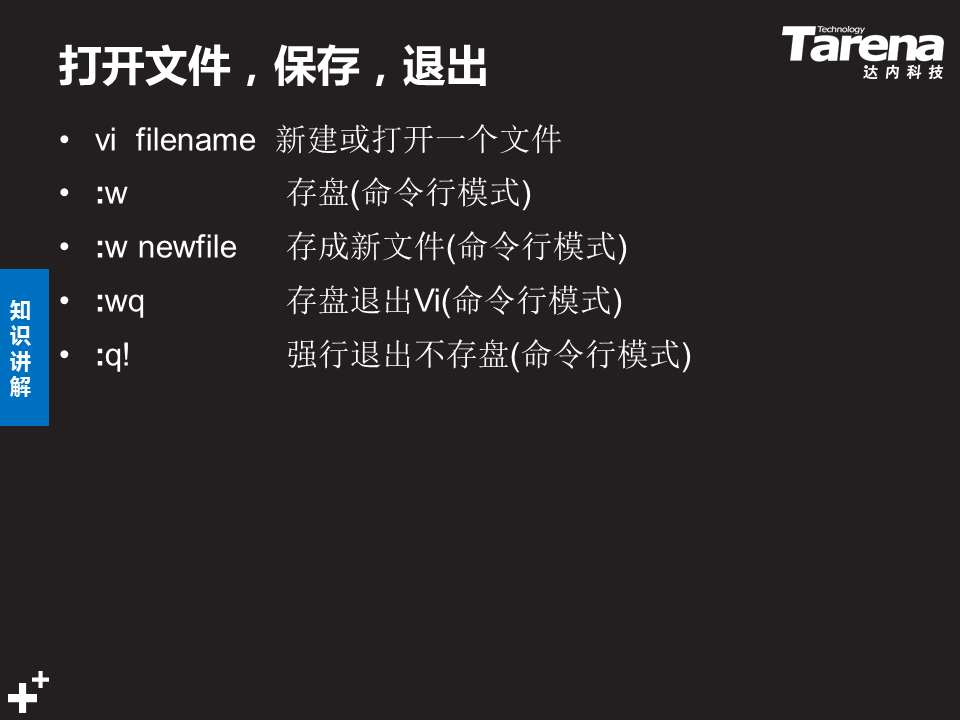 打开文件，保存，退出
Technology
Tarena
达内科技
• vi filename 新建或打开一个文件
• :w 存盘(命令行模式)
• :w newfile 存成新文件(命令行模式)
• :wq 存盘退出Vi(命令行模式)
• :q! 强行退出不存盘(命令行模式)
知
识
讲
解